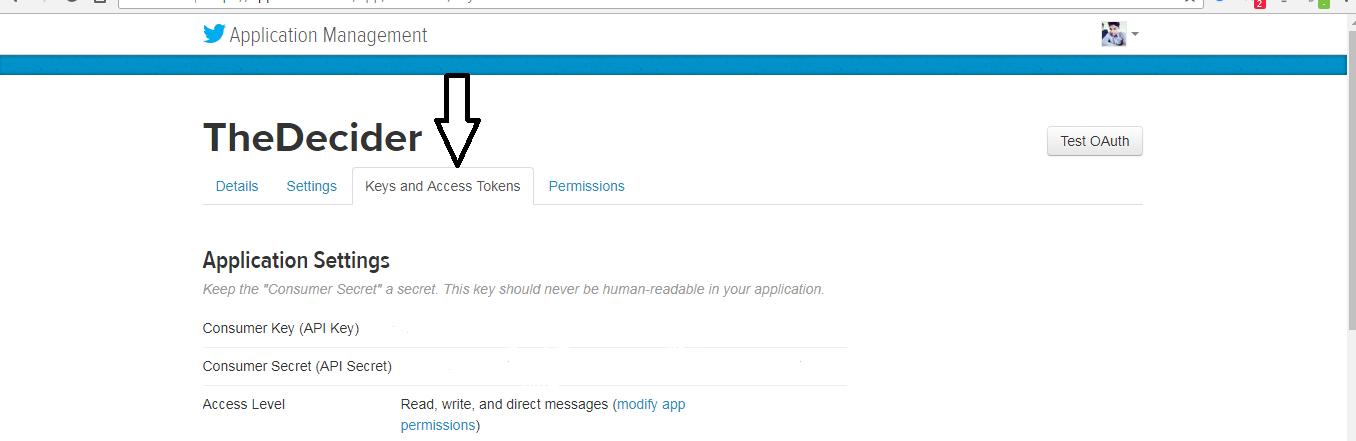 Application Management
TheDecider
Test OAuth
Details Settings Keys and Access Tokens Permissions
Application Settings
Keep the "Consumer Secret" a secret. This key should never be human-readable in your application.
Consumer Key (API Key)
Consumer Secret (API Secret)
Access Level Read, write, and direct messages (modify app
permissions)